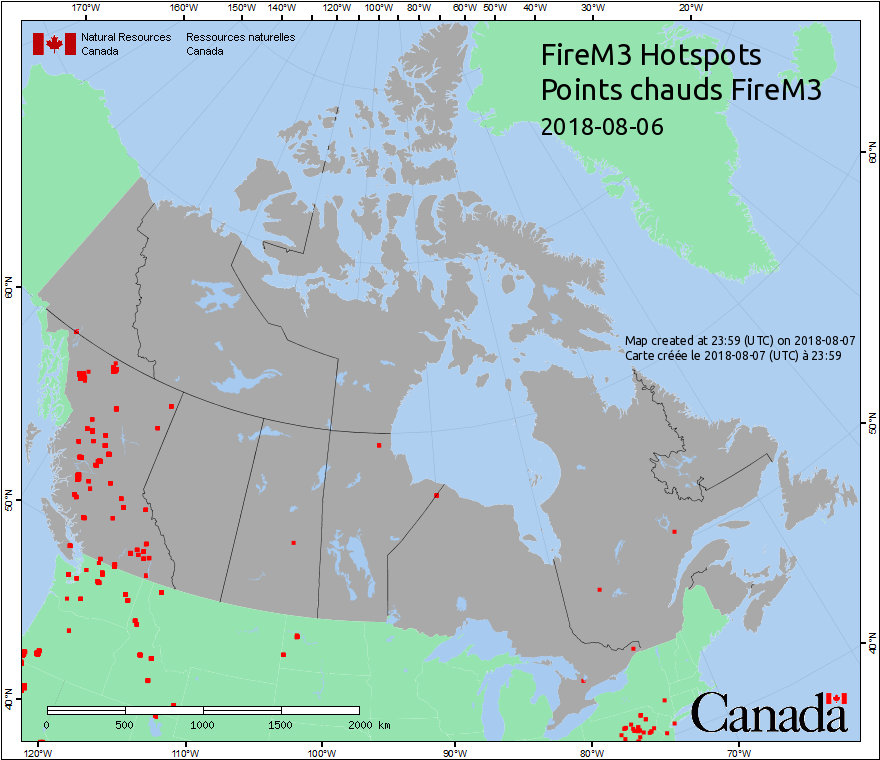 170°W 160°W 150°W 140°W 120°W 100°W 80°W 60°W 50°W 40°W 30°W 20°W
Natural Resources Canada
Ressources naturelles Canada
FireM3 Hotspots
Points chauds FireM3
2018-08-06
60°N
60°N
Map created at 23:59 (UTC) on 2018-08-07
Carte créée le 2018-08-07 (UTC) à 23:59
50°N
50°N
40°N
40°N
Canada
0 500 1000 1500 2000 km
120°W 110°W 100°W 90°W 80°W 70°W